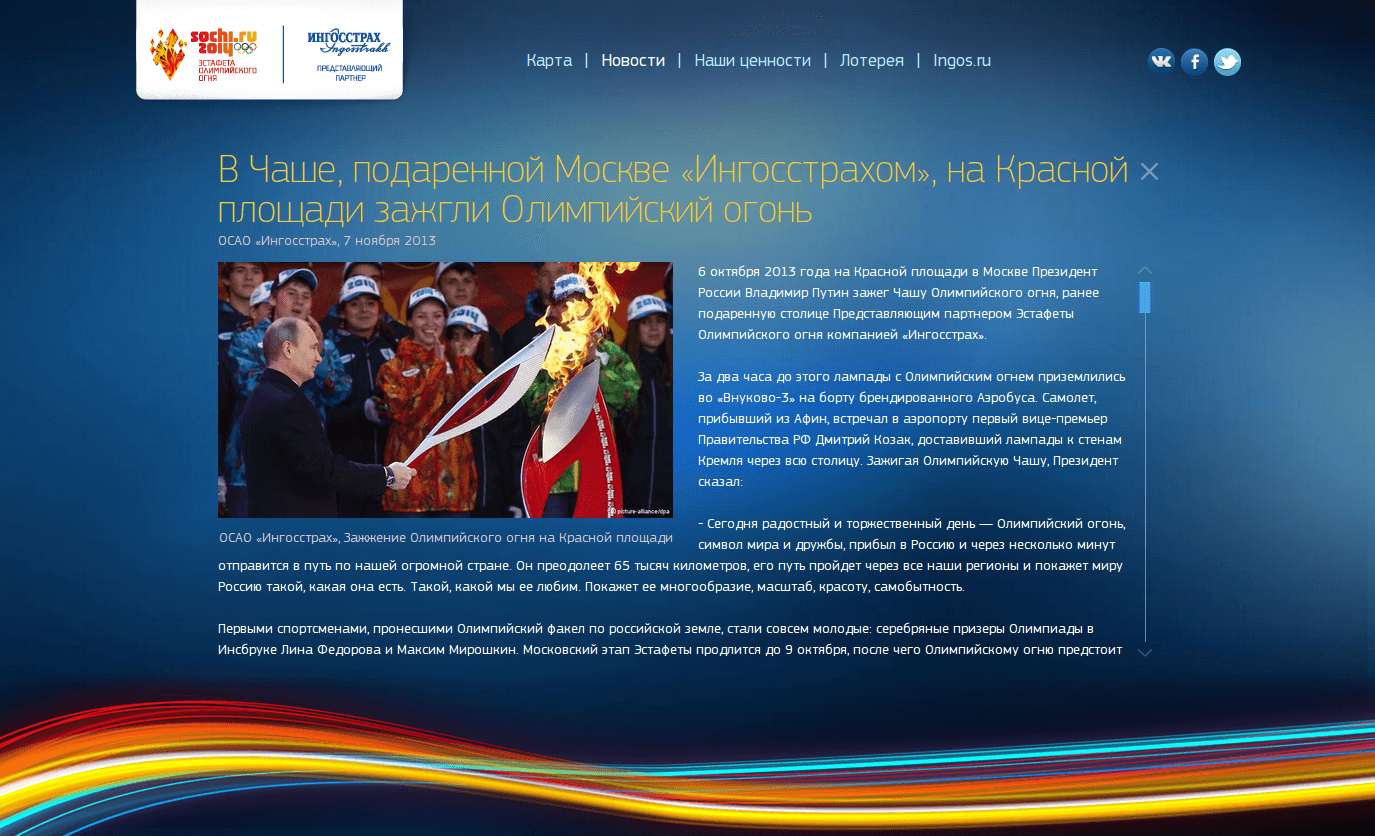 sochi.ru
2014
ЭСТАФЕТА
ОЛИМПИЙСКОГО
ОГНЯ
ИНГОССТРАХ
Ingosstrakh
ПРЕДСТАВЛЯЮЩИЙ
ПАРТНЕР
Карта | Новости | Наши ценности | Лотерея | Ingos.ru
В Чаше, подаренной Москве «Ингосстрахом», на Красной
площади зажгли Олимпийский огонь
ОСАО «Ингосстрах», 7 ноября 2013
2014
picture-alliance/dpa
ОСАО «Ингосстрах», Зажжение Олимпийского огня на Красной площади
6 октября 2013 года на Красной площади в Москве Президент
России Владимир Путин зажег Чашу Олимпийского огня, ранее
подаренную столице Представляющим партнером Эстафеты
Олимпийского огня компанией «Ингосстрах».
За два часа до этого лампады с Олимпийским огнем приземлились
во «Внуково-3» на борту брендированного Аэробуса. Самолет,
прибывший из Афин, встречал в аэропорту первый вице-премьер
Правительства РФ Дмитрий Козак, доставивший лампады к стенам
Кремля через всю столицу. Зажигая Олимпийскую Чашу, Президент
сказал:
- Сегодня радостный и торжественный день — Олимпийский огонь,
символ мира и дружбы, прибыл в Россию и через несколько минут
отправится в путь по нашей огромной стране. Он преодолеет 65 тысяч километров, его путь пройдет через все наши регионы и покажет миру
Россию такой, какая она есть. Такой, какой мы ее любим. Покажет ее многообразие, масштаб, красоту, самобытность.
Первыми спортсменами, пронесшими Олимпийский факел по российской земле, стали совсем молодые: серебряные призеры Олимпиады в
Инсбруке Лина Федорова и Максим Мирошкин. Московский этап Эстафеты продлится до 9 октября, после чего Олимпийскому огню предстоит